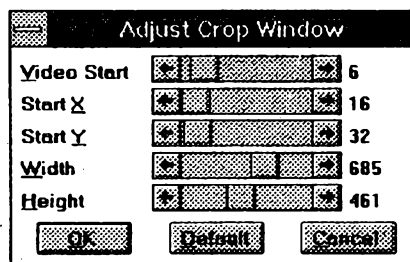 Adjust Crop Window
Video Start 6
Start X 16
Start Y 32
Width 685
Height 461
OK Default Cancel